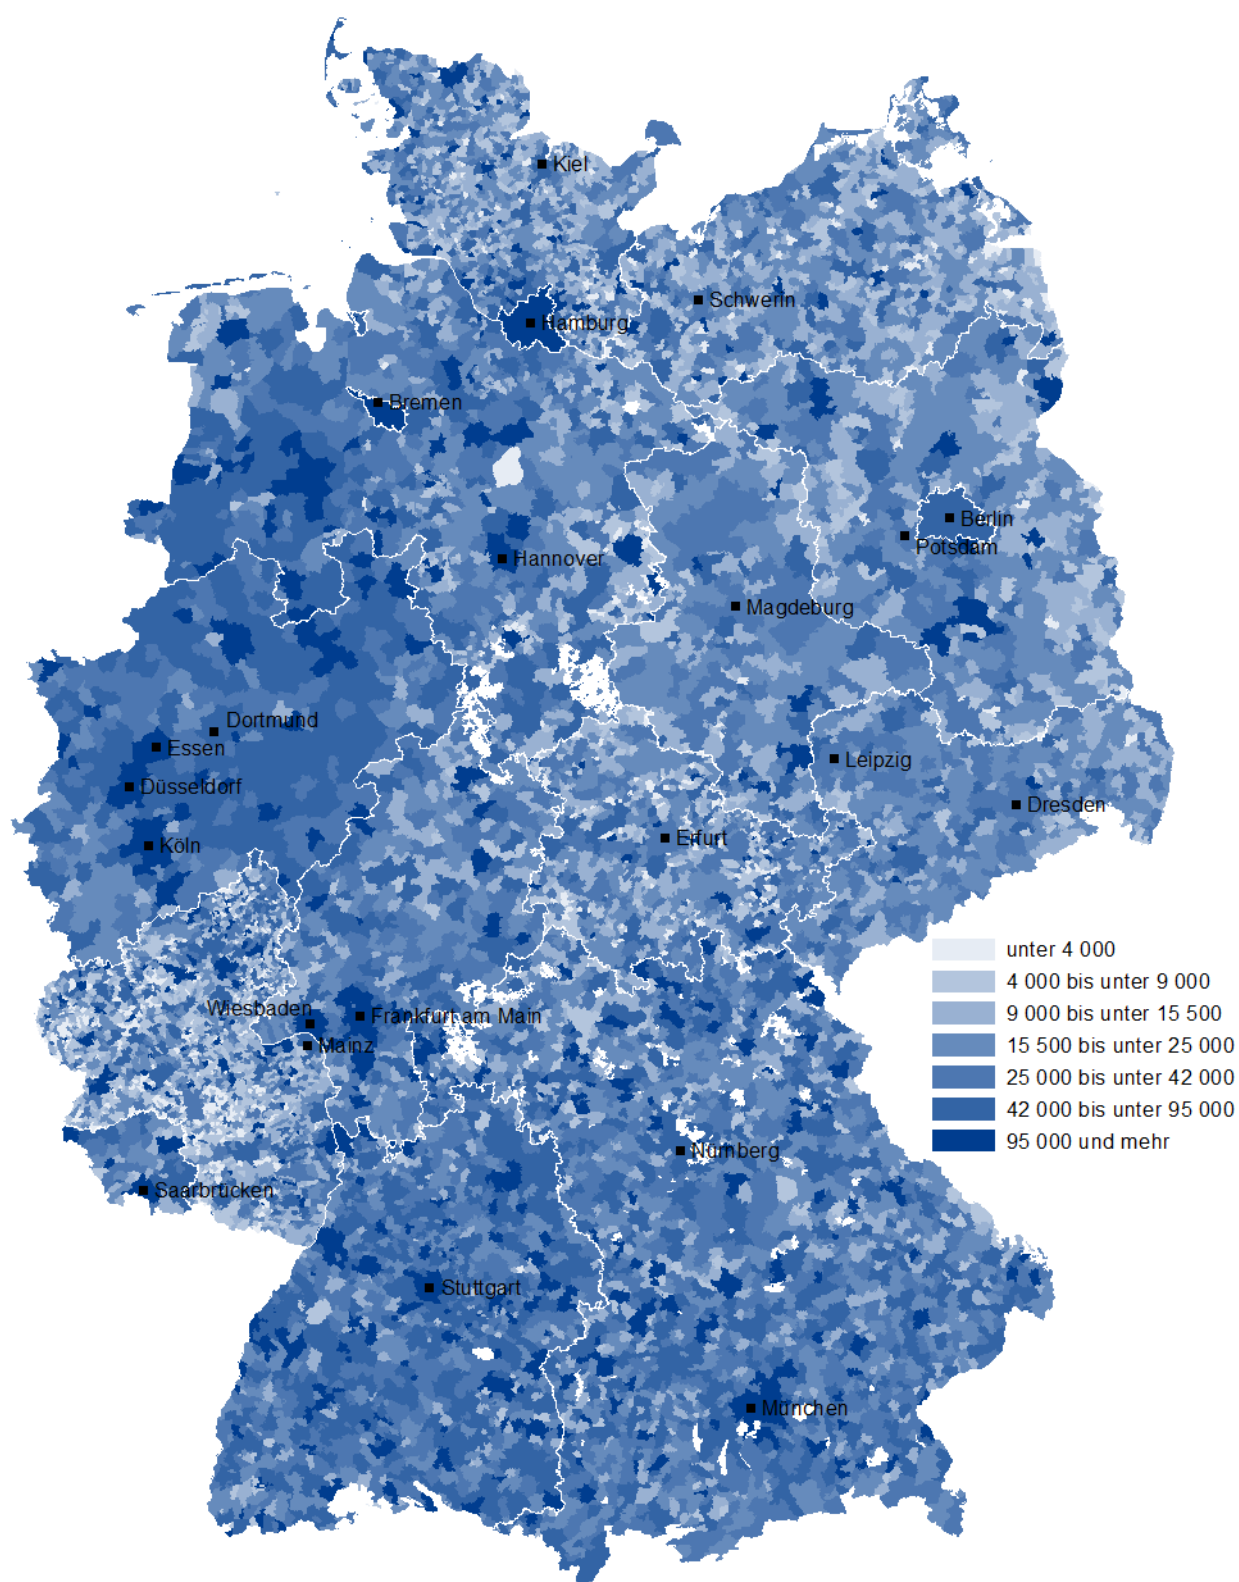 Kiel
Schwerin
Hamburg
Bremen
Berlin
Potsdam
Hannover
Magdeburg
Dortmund
Essen
Leipzig
Düsseldorf
Dresden
Erfurt
Köln
unter 4 000
4 000 bis unter 9 000
9 000 bis unter 15 500
15 500 bis unter 25 000
25 000 bis unter 42 000
42 000 bis unter 95 000
95 000 und mehr
Wiesbaden
Frankfurt am Main
Mainz
Nürnberg
Saarbrücken
Stuttgart
München